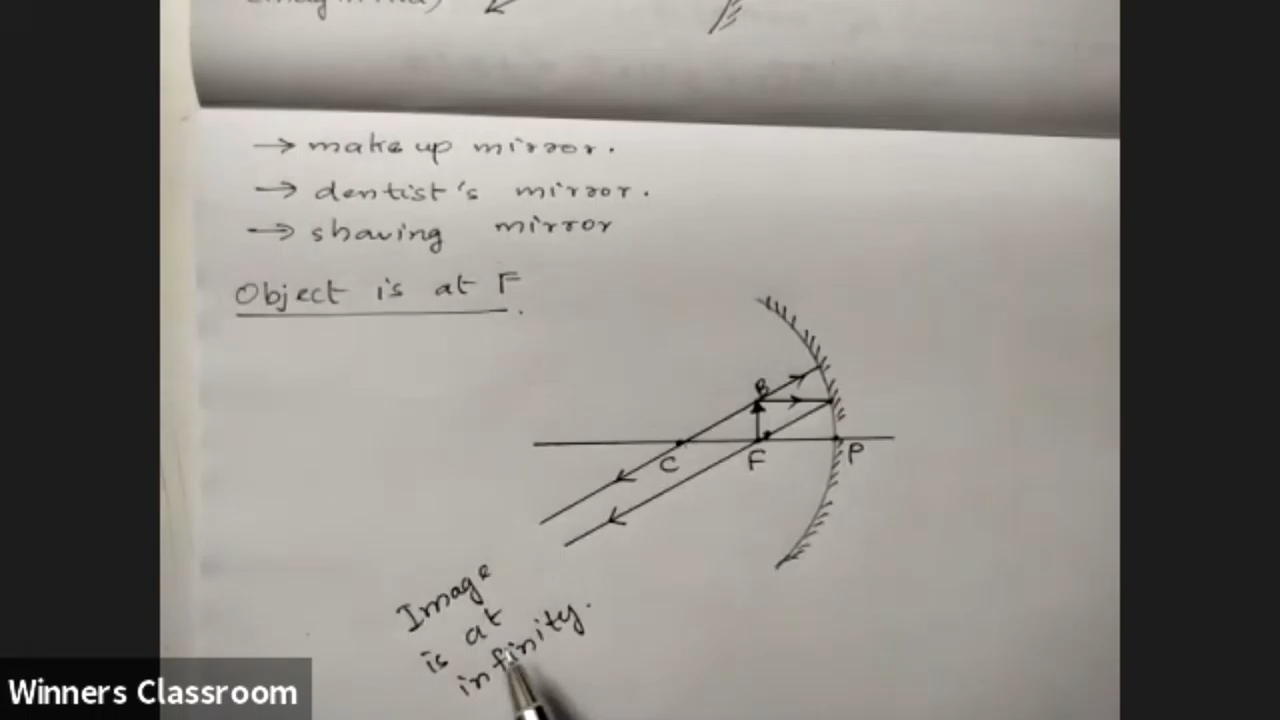 → make up mirror.
→ dentist's mirror.
→ shaving mirror
Object is at F.
B
C
F
P
Image
is at
infinity.
Winners Classroom